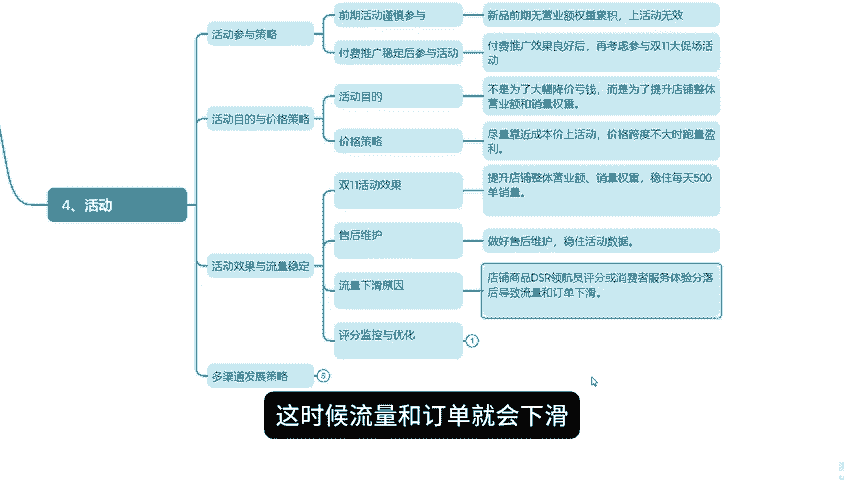 4、活动
活动参与策略
前期活动谨慎参与
新品前期无营业额权重累积，上活动无效
付费推广稳定后参与活动
付费推广效果良好后，再考虑参与双11大促场活
动
活动目的与价格策略
活动目的
不是为了大幅降价亏钱，而是为了提升店铺整体
营业额和销量权重。
价格策略
尽量靠近成本价上活动，价格跨度不大时跑量盈
利。
活动效果与流量稳定
双11活动效果
提升店铺整体营业额、销量权重，稳住每天500
单销量。
售后维护
做好售后维护，稳住活动数据。
流量下滑原因
店铺商品DSR领航员评分或消费者服务体验分落
后导致流量和订单下滑。
评分监控与优化
1
多渠道发展策略
这时候流量和订单就会下滑